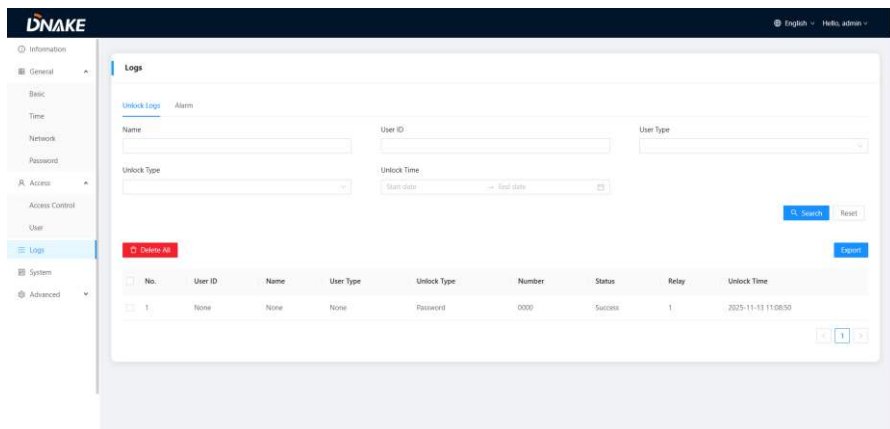 DNAKE
English
Hello, admin
Information
General
Basic
Time
Network
Password
Access
Access Control
User
Logs
System
Advanced
Logs
Unlock Logs
Alarm
Name
User ID
User Type
Unlock Type
Unlock Time
Start date → End date
Search
Reset
Delete All
Export
No. User ID Name User Type Unlock Type Number Status Relay Unlock Time
1 None None None Password 0000 Success 1 2025-11-13 11:08:50
< 1 >